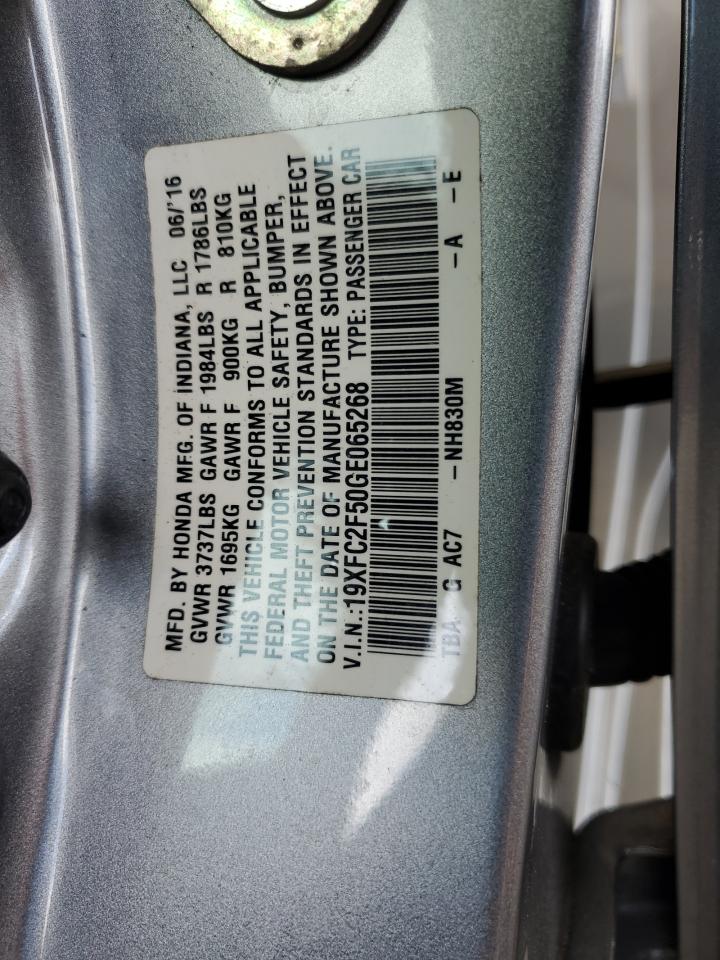 MFD. BY HONDA MFG. OF INDIANA, LLC 06/'16
GVWR 3737LBS GAWR F 1984LBS R 1786LBS
GVWR 1695KG GAWR F 900KG R 810KG
THIS VEHICLE CONFORMS TO ALL APPLICABLE
FEDERAL MOTOR VEHICLE SAFETY, BUMPER,
AND THEFT PREVENTION STANDARDS IN EFFECT
ON THE DATE OF MANUFACTURE SHOWN ABOVE.
V.I.N.:19XFC2F50GE065268 TYPE: PASSENGER CAR
TBA G AC7 -NH830M -A -E